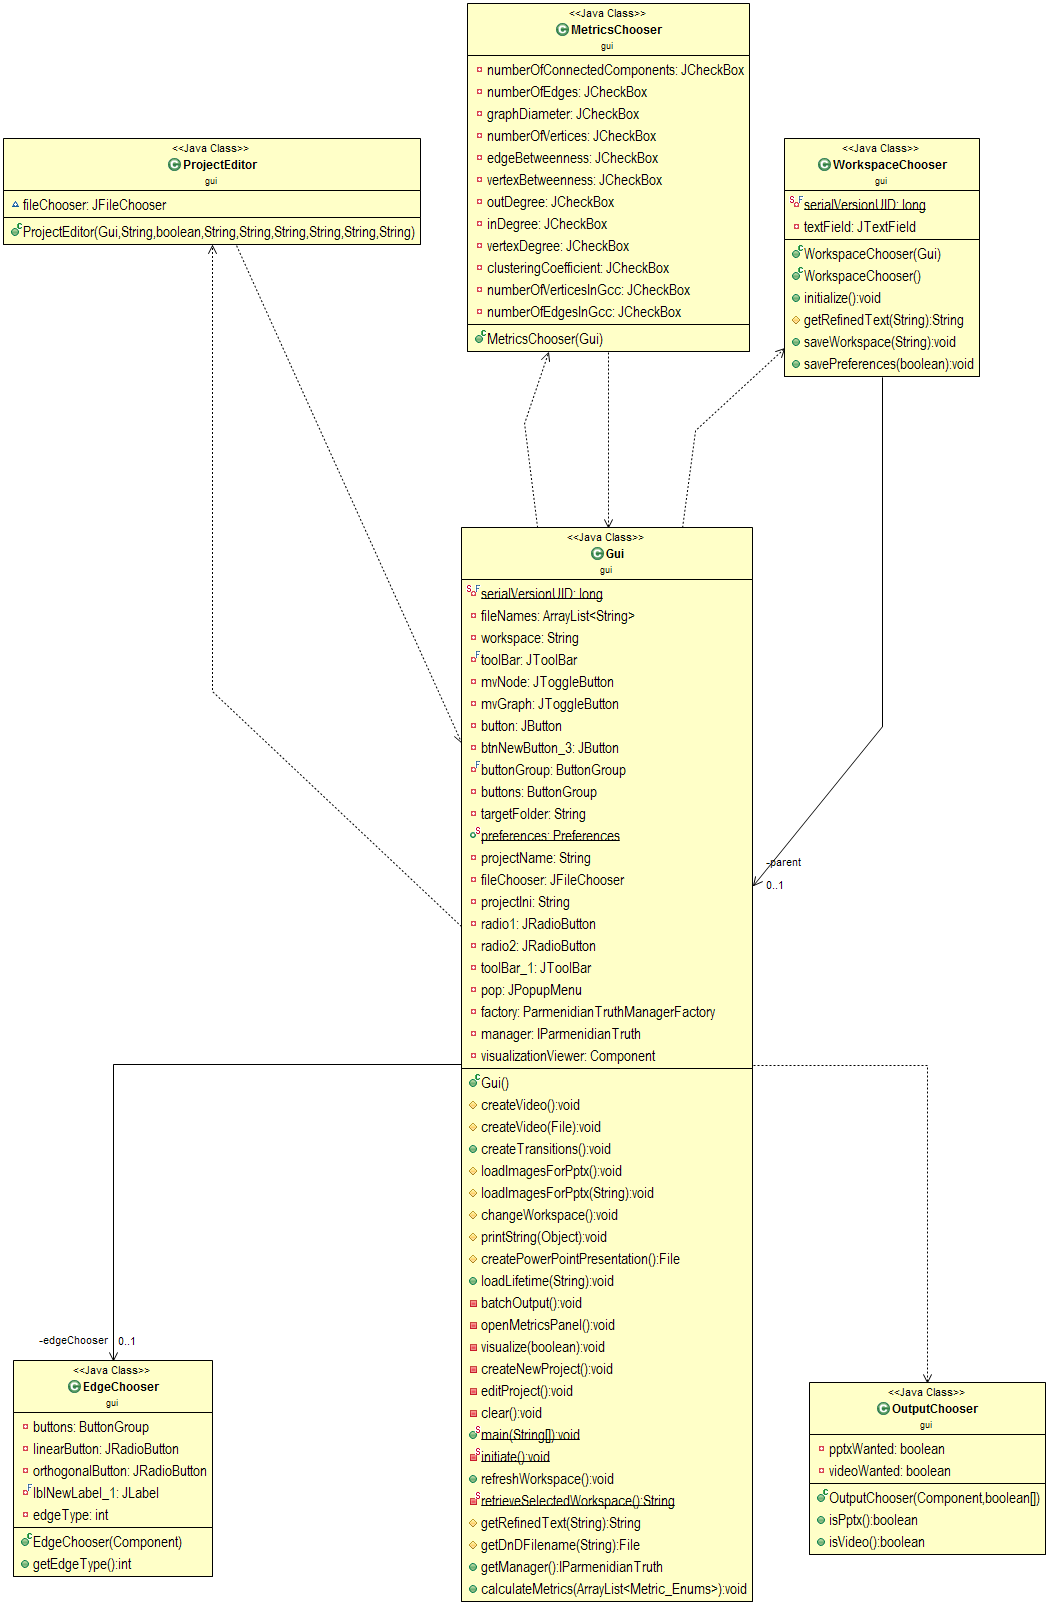 <<Java Class>>
MetricsChooser
gui
numberOfConnectedComponents: JCheckBox
numberOfEdges: JCheckBox
graphDiameter: JCheckBox
numberOfVertices: JCheckBox
edgeBetweenness: JCheckBox
vertexBetweenness: JCheckBox
outDegree: JCheckBox
inDegree: JCheckBox
vertexDegree: JCheckBox
clusteringCoefficient: JCheckBox
numberOfVerticesInGcc: JCheckBox
numberOfEdgesInGcc: JCheckBox
MetricsChooser(Gui)
<<Java Class>>
ProjectEditor
gui
fileChooser: JFileChooser
ProjectEditor(Gui,String,boolean,String,String,String,String,String,String)
<<Java Class>>
WorkspaceChooser
gui
serialVersionUID: long
textField: JTextField
WorkspaceChooser(Gui)
WorkspaceChooser()
initialize():void
getRefinedText(String):String
saveWorkspace(String):void
savePreferences(boolean):void
<<Java Class>>
Gui
gui
serialVersionUID: long
fileNames: ArrayList<String>
workspace: String
toolBar: JToolBar
mvNode: JToggleButton
mvGraph: JToggleButton
button: JButton
btnNewButton_3: JButton
buttonGroup: ButtonGroup
buttons: ButtonGroup
targetFolder: String
preferences: Preferences
projectName: String
fileChooser: JFileChooser
projectIni: String
radio1: JRadioButton
radio2: JRadioButton
toolBar_1: JToolBar
pop: JPopupMenu
factory: ParmenidianTruthManagerFactory
manager: IParmenidianTruth
visualizationViewer: Component
Gui()
createVideo():void
createVideo(File):void
createTransitions():void
loadImagesForPptx():void
loadImagesForPptx(String):void
changeWorkspace():void
printString(Object):void
createPowerPointPresentation():File
loadLifetime(String):void
batchOutput():void
openMetricsPanel():void
visualize(boolean):void
createNewProject():void
editProject():void
clear():void
main(String[]):void
initiate():void
refreshWorkspace():void
retrieveSelectedWorkspace():String
getRefinedText(String):String
getDnDFilename(String):File
getManager():IParmenidianTruth
calculateMetrics(ArrayList<Metric_Enums>):void
-parent
0..1
-edgeChooser
0..1
<<Java Class>>
EdgeChooser
gui
buttons: ButtonGroup
linearButton: JRadioButton
orthogonalButton: JRadioButton
lblNewLabel_1: JLabel
edgeType: int
EdgeChooser(Component)
getEdgeType():int
<<Java Class>>
OutputChooser
gui
pptxWanted: boolean
videoWanted: boolean
OutputChooser(Component,boolean[])
isPptx():boolean
isVideo():boolean